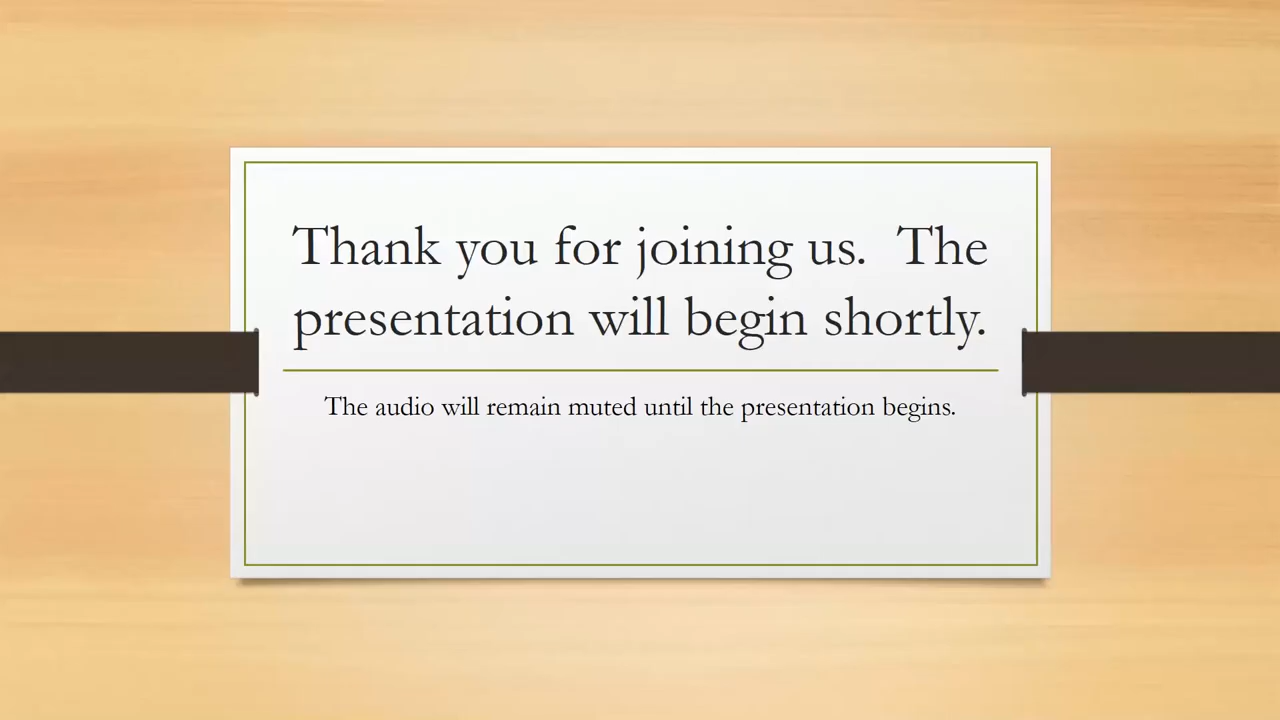 Thank you for joining us.  The
presentation will begin shortly.
The audio will remain muted until the presentation begins.